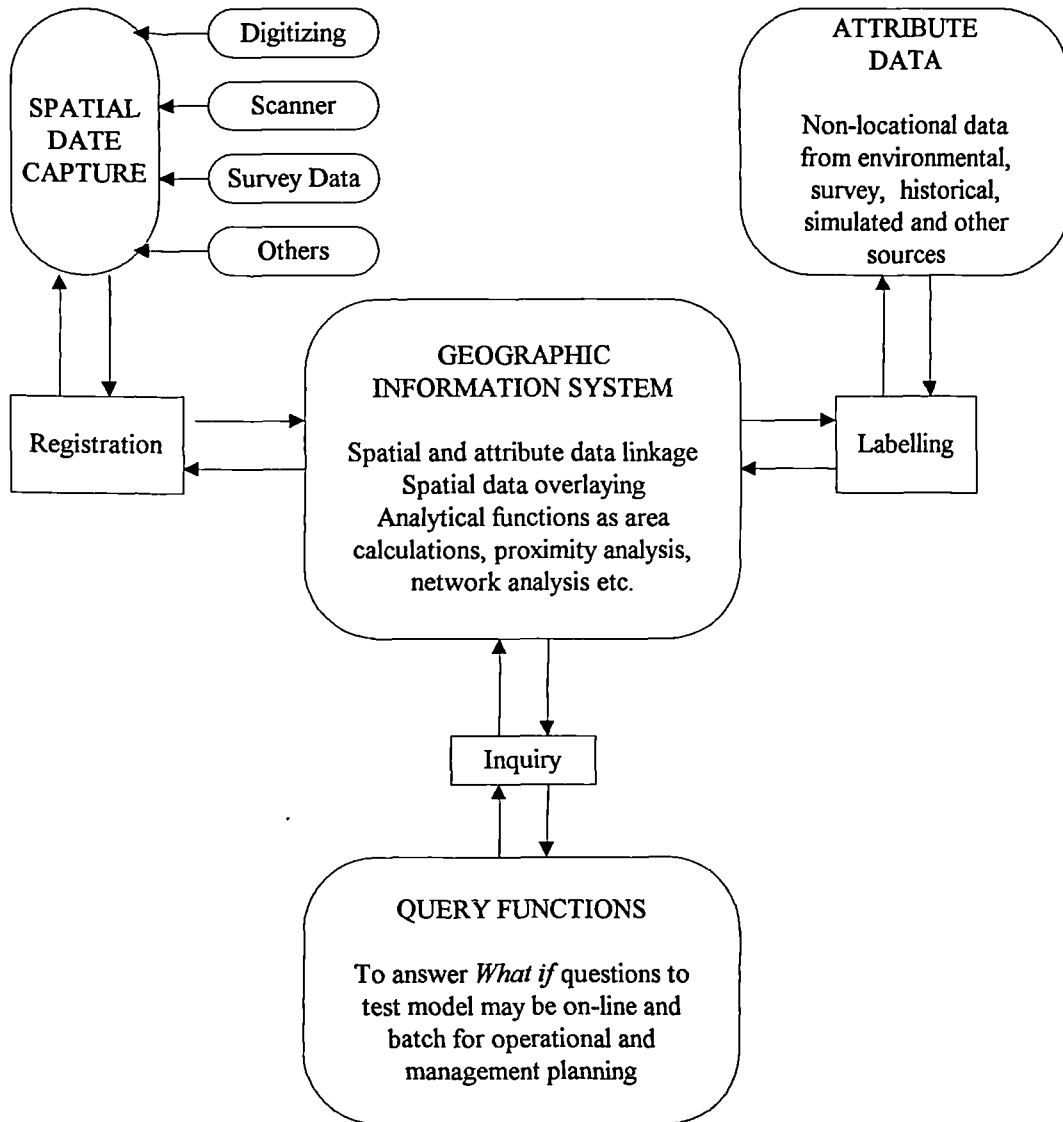 SPATIAL
DATE
CAPTURE
Digitizing
Scanner
Survey Data
Others
ATTRIBUTE
DATA
Non-locational data
from environmental,
survey, historical,
simulated and other
sources
Registration
GEOGRAPHIC
INFORMATION SYSTEM
Spatial and attribute data linkage
Spatial data overlaying
Analytical functions as area
calculations, proximity analysis,
network analysis etc.
Labelling
Inquiry
QUERY FUNCTIONS
To answer What if questions to
test model may be on-line and
batch for operational and
management planning